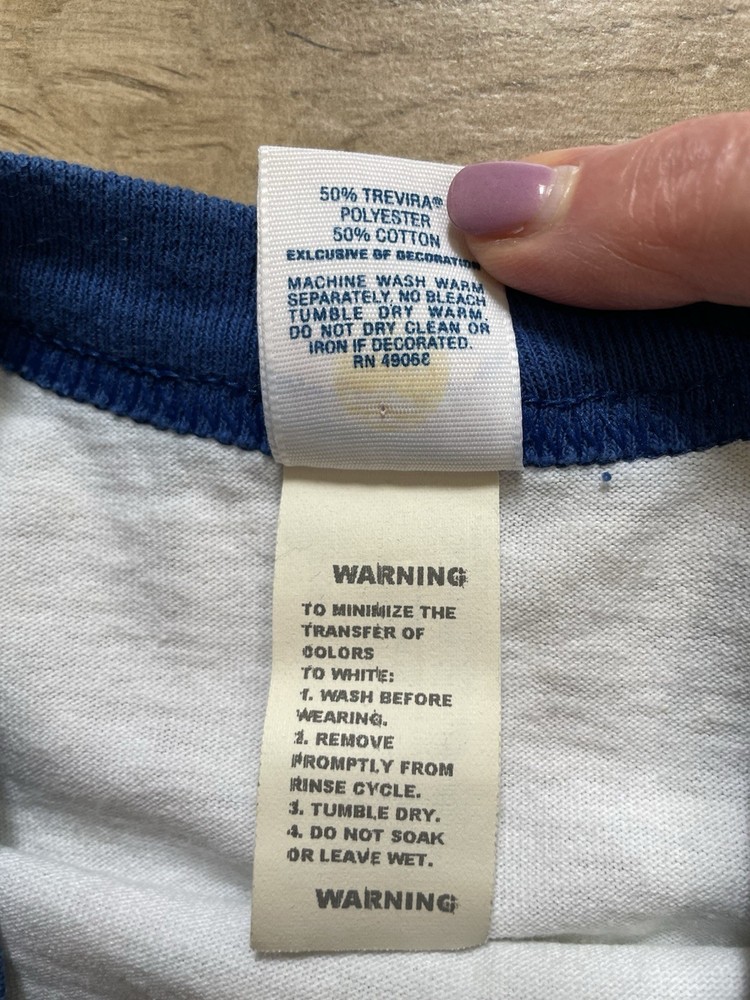 50% TREVIRA®
POLYESTER
50% COTTON
EXLCUSIVE OF DECORATION
MACHINE WASH WARM
SEPARATELY, NO BLEACH
TUMBLE DRY WARM.
DO NOT DRY CLEAN OR
IRON IF DECORATED.
RN 49068
WARNING
TO MINIMIZE THE
TRANSFER OF
COLORS
TO WHITE:
1. WASH BEFORE
WEARING.
2. REMOVE
PROMPTLY FROM
RINSE CYCLE.
3. TUMBLE DRY.
4. DO NOT SOAK
OR LEAVE WET.
WARNING